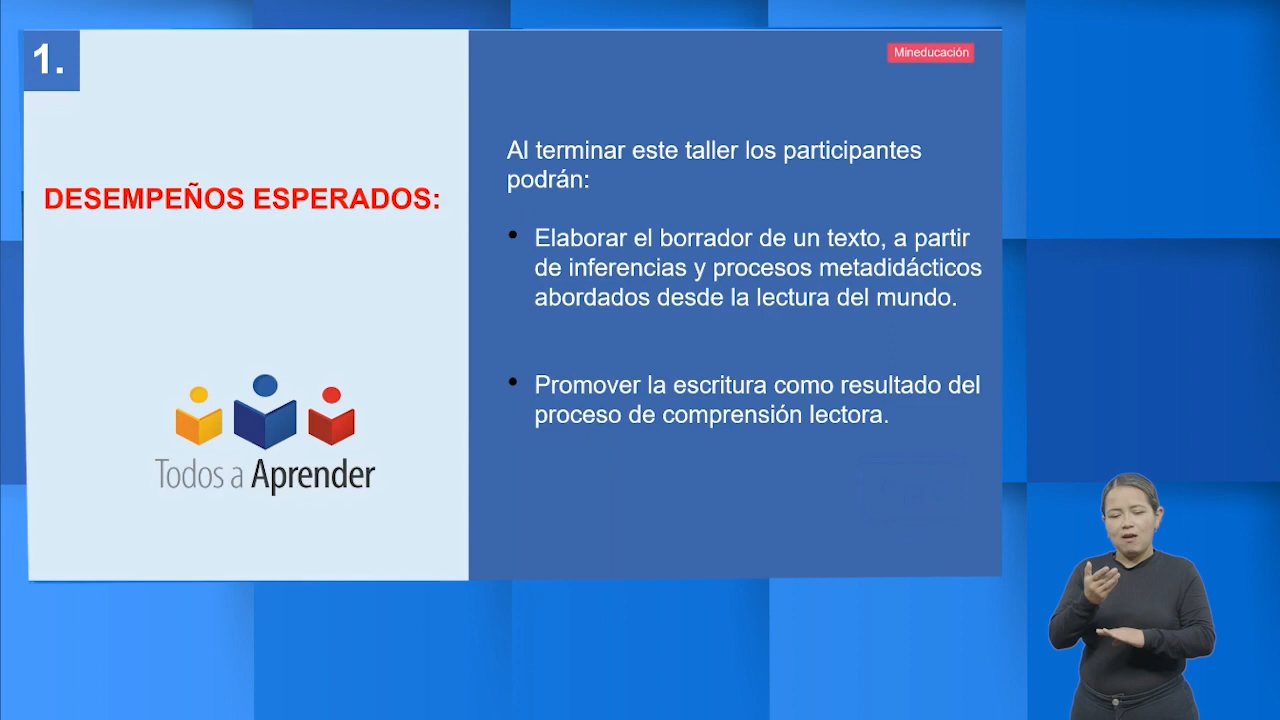 1.
DESEMPEÑOS ESPERADOS:
Todos a Aprender
Mineducación
Al terminar este taller los participantes
podrán:
• Elaborar el borrador de un texto, a partir
de inferencias y procesos metadidácticos
abordados desde la lectura del mundo.
• Promover la escritura como resultado del
proceso de comprensión lectora.